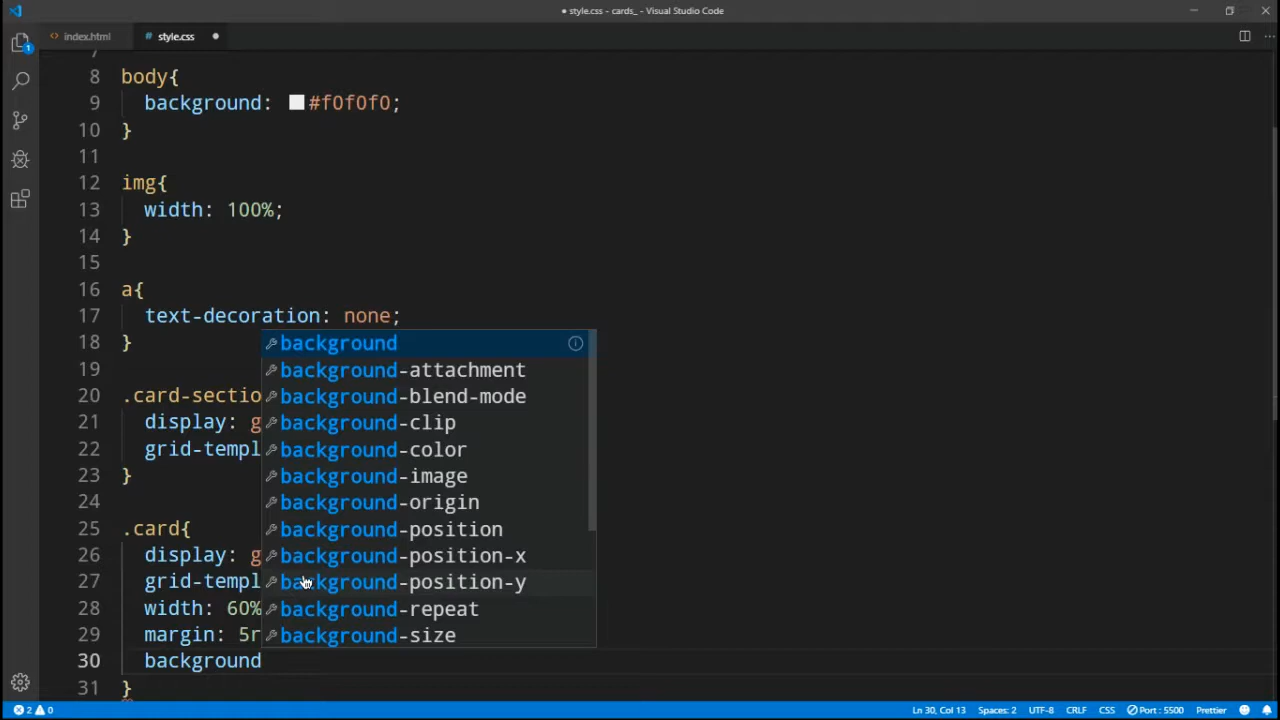 ● style.css - cards_ - Visual Studio Code
<> index.html
# style.css ●
1
7
8 body{
9 background: #f0f0f0;
10 }
11
12 img{
13 width: 100%;
14 }
15
16 a{
17 text-decoration: none;
18 }
19
20 .card-sectio
21 display: g
22 grid-templ
23 }
24
25 .card{
26 display: g
27 grid-templ
28 width: 60%
29 margin: 5r
30 background
31 }
background
background-attachment
background-blend-mode
background-clip
background-color
background-image
background-origin
background-position
background-position-x
background-position-y
background-repeat
background-size
2 0 Ln 30, Col 13 Spaces: 2 UTF-8 CRLF CSS Port : 5500 Prettier